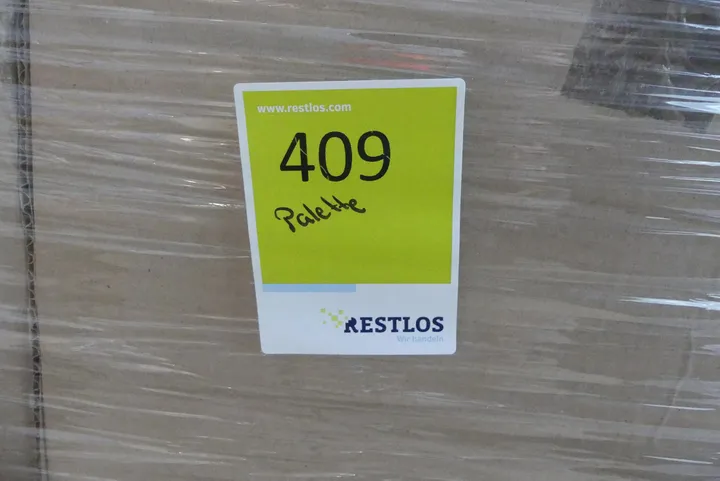 www.restlos.com
409
Palette
RESTLOS
Wir handeln